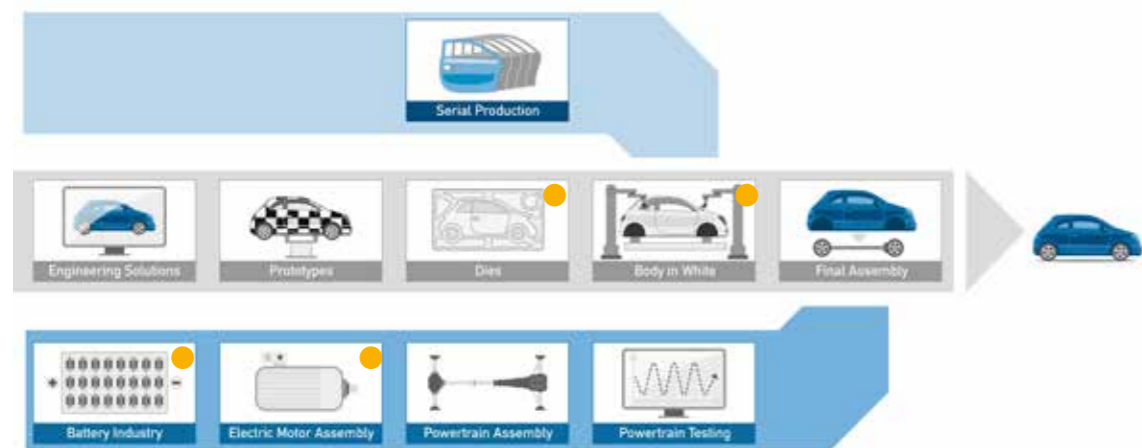 Serial Production
Engineering Solutions
Prototypes
Dies
Body in White
Final Assembly
+
−
Battery Industry
Electric Motor Assembly
Powertrain Assembly
Powertrain Testing